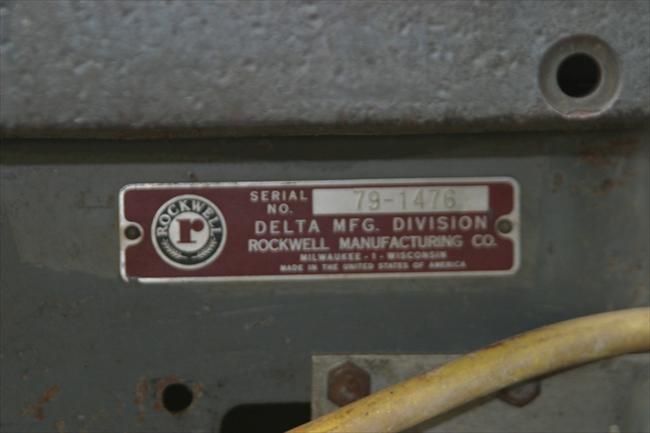 ROCKWELL
r
SERIAL NO. 79-1476
DELTA MFG. DIVISION
ROCKWELL MANUFACTURING CO.
MILWAUKEE - 1 - WISCONSIN
MADE IN THE UNITED STATES OF AMERICA